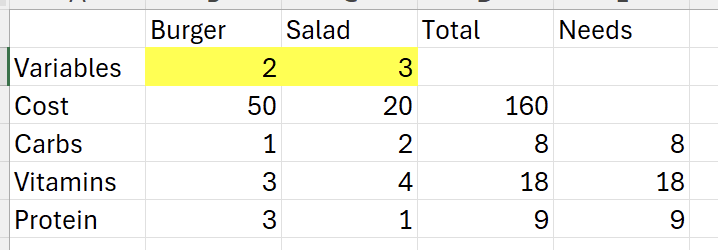 Burger Salad Total Needs
Variables 2 3
Cost 50 20 160
Carbs 1 2 8 8
Vitamins 3 4 18 18
Protein 3 1 9 9